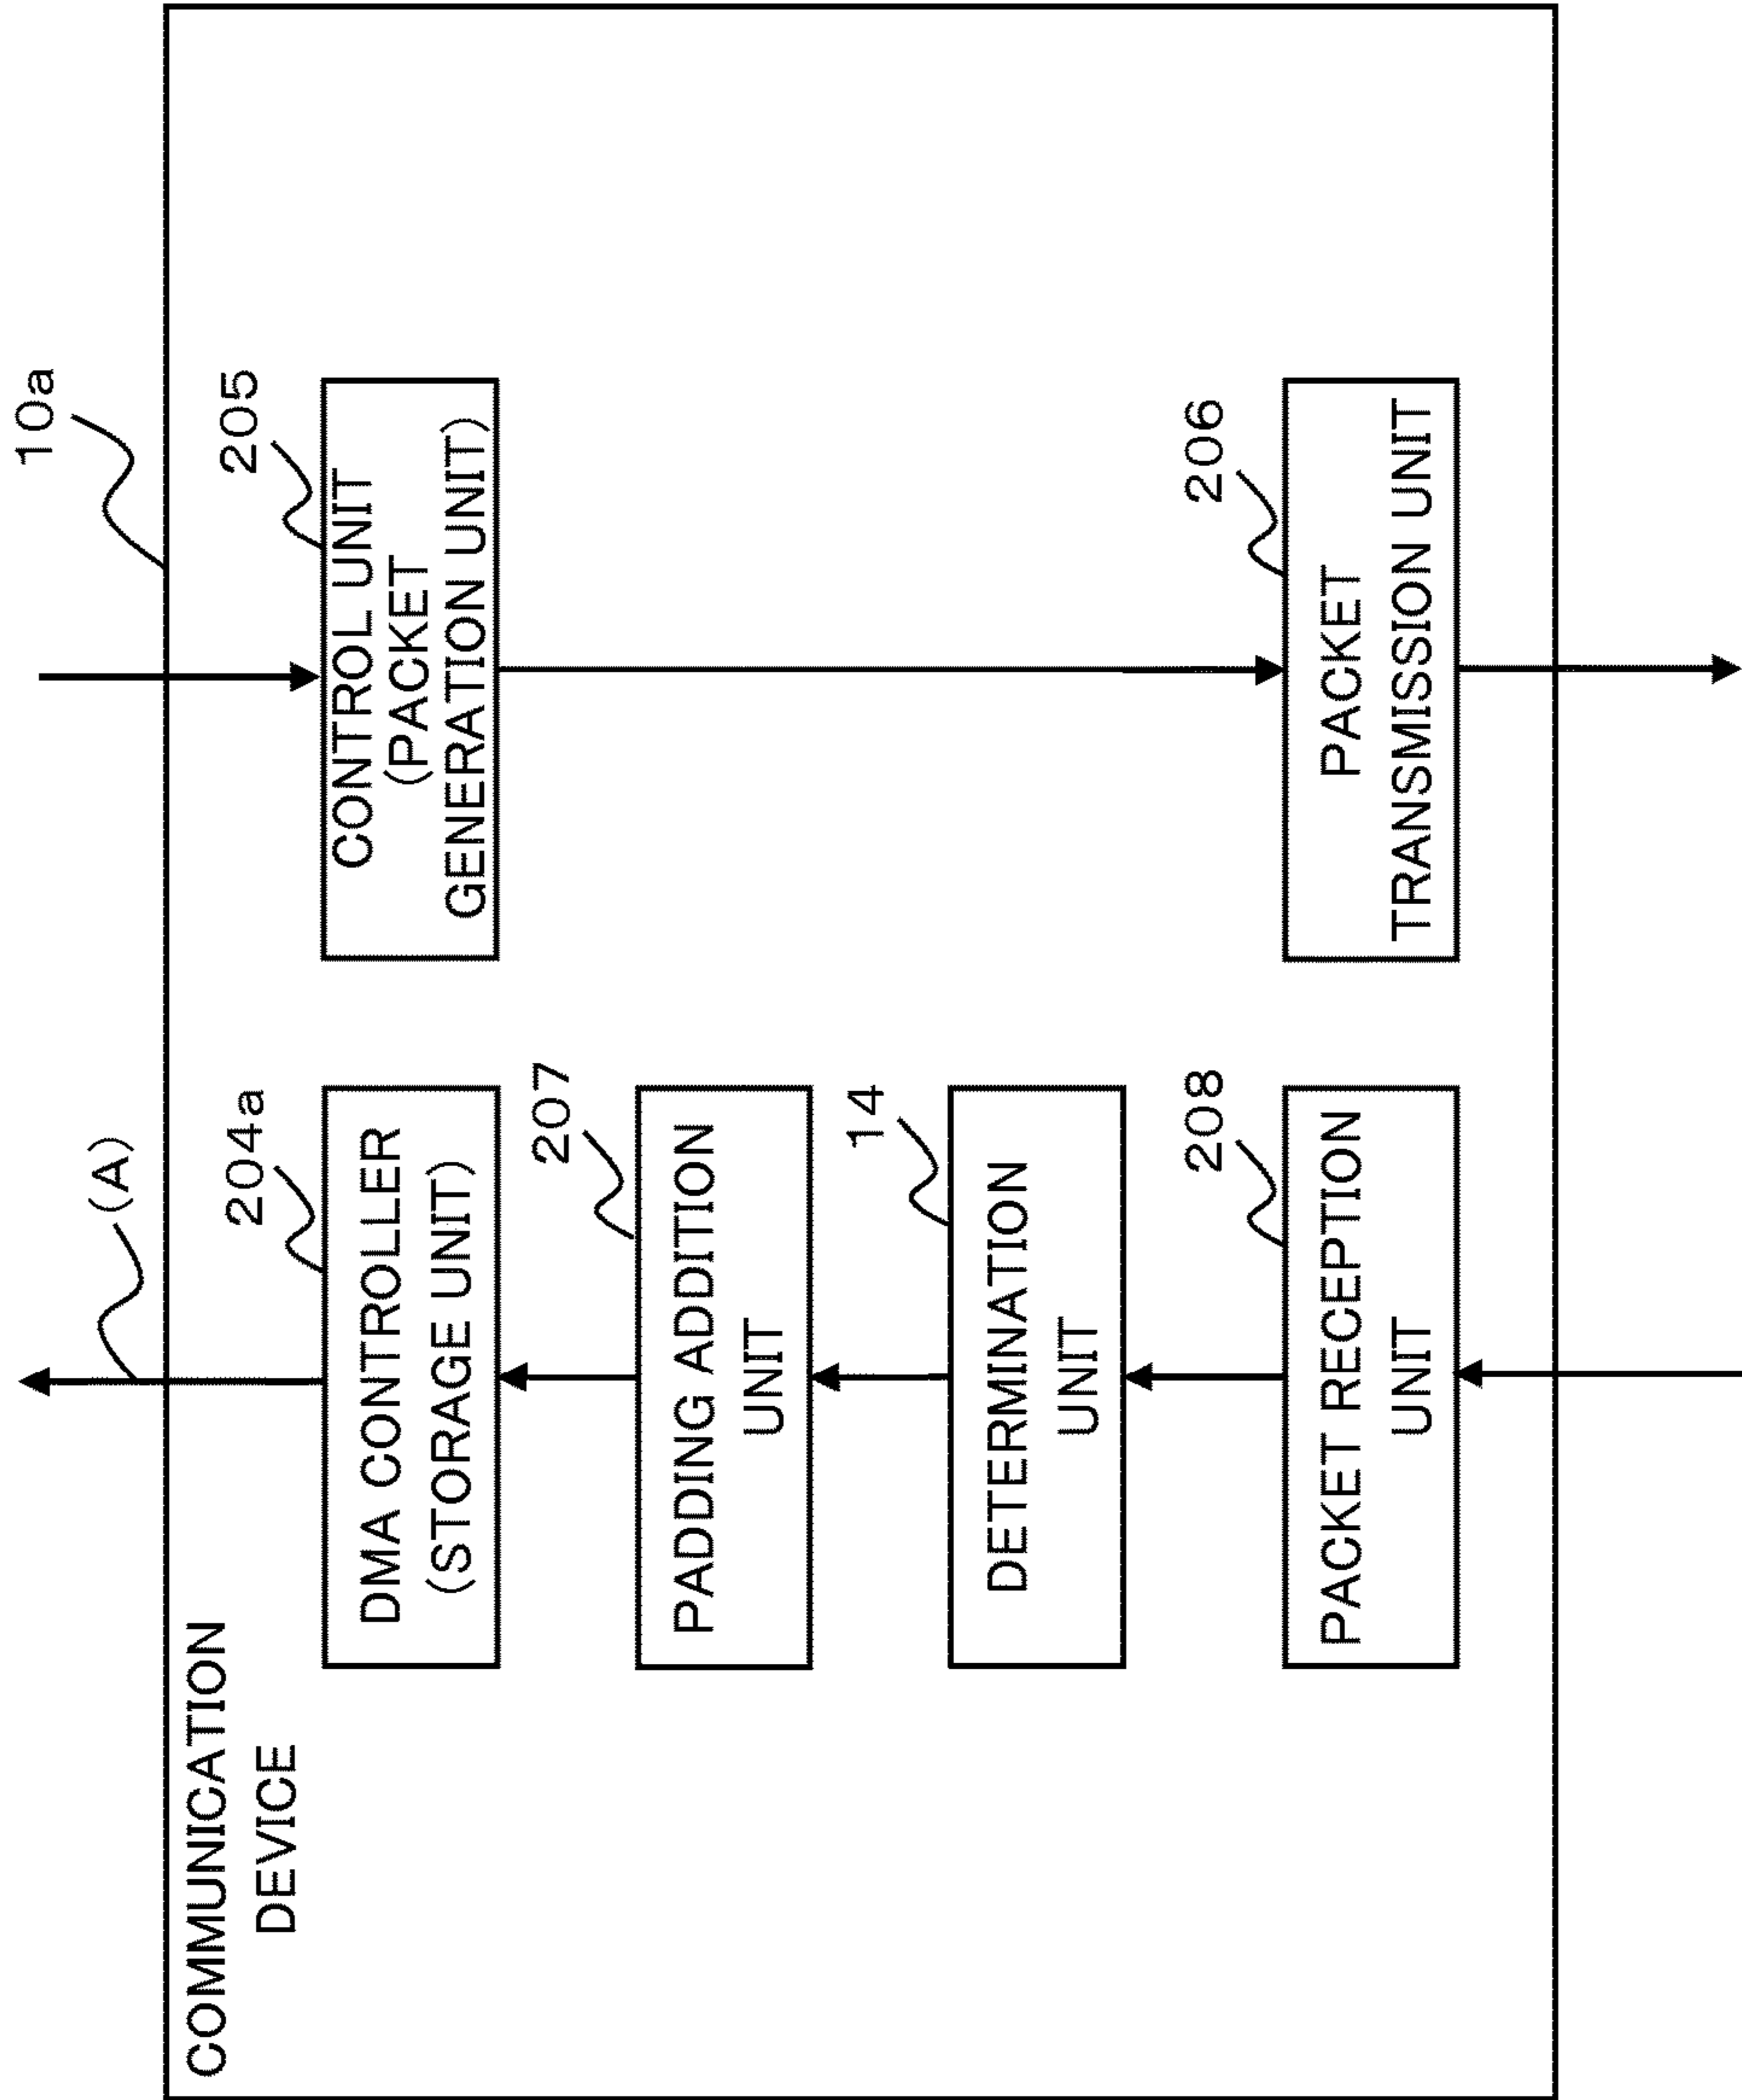 COMMUNICATION
DEVICE
10a
(A)
204a
DMA CONTROLLER
(STORAGE UNIT)
205
CONTROL UNIT
(PACKET
GENERATION UNIT)
207
PADDING ADDITION
UNIT
14
DETERMINATION
UNIT
208
PACKET RECEPTION
UNIT
206
PACKET
TRANSMISSION UNIT